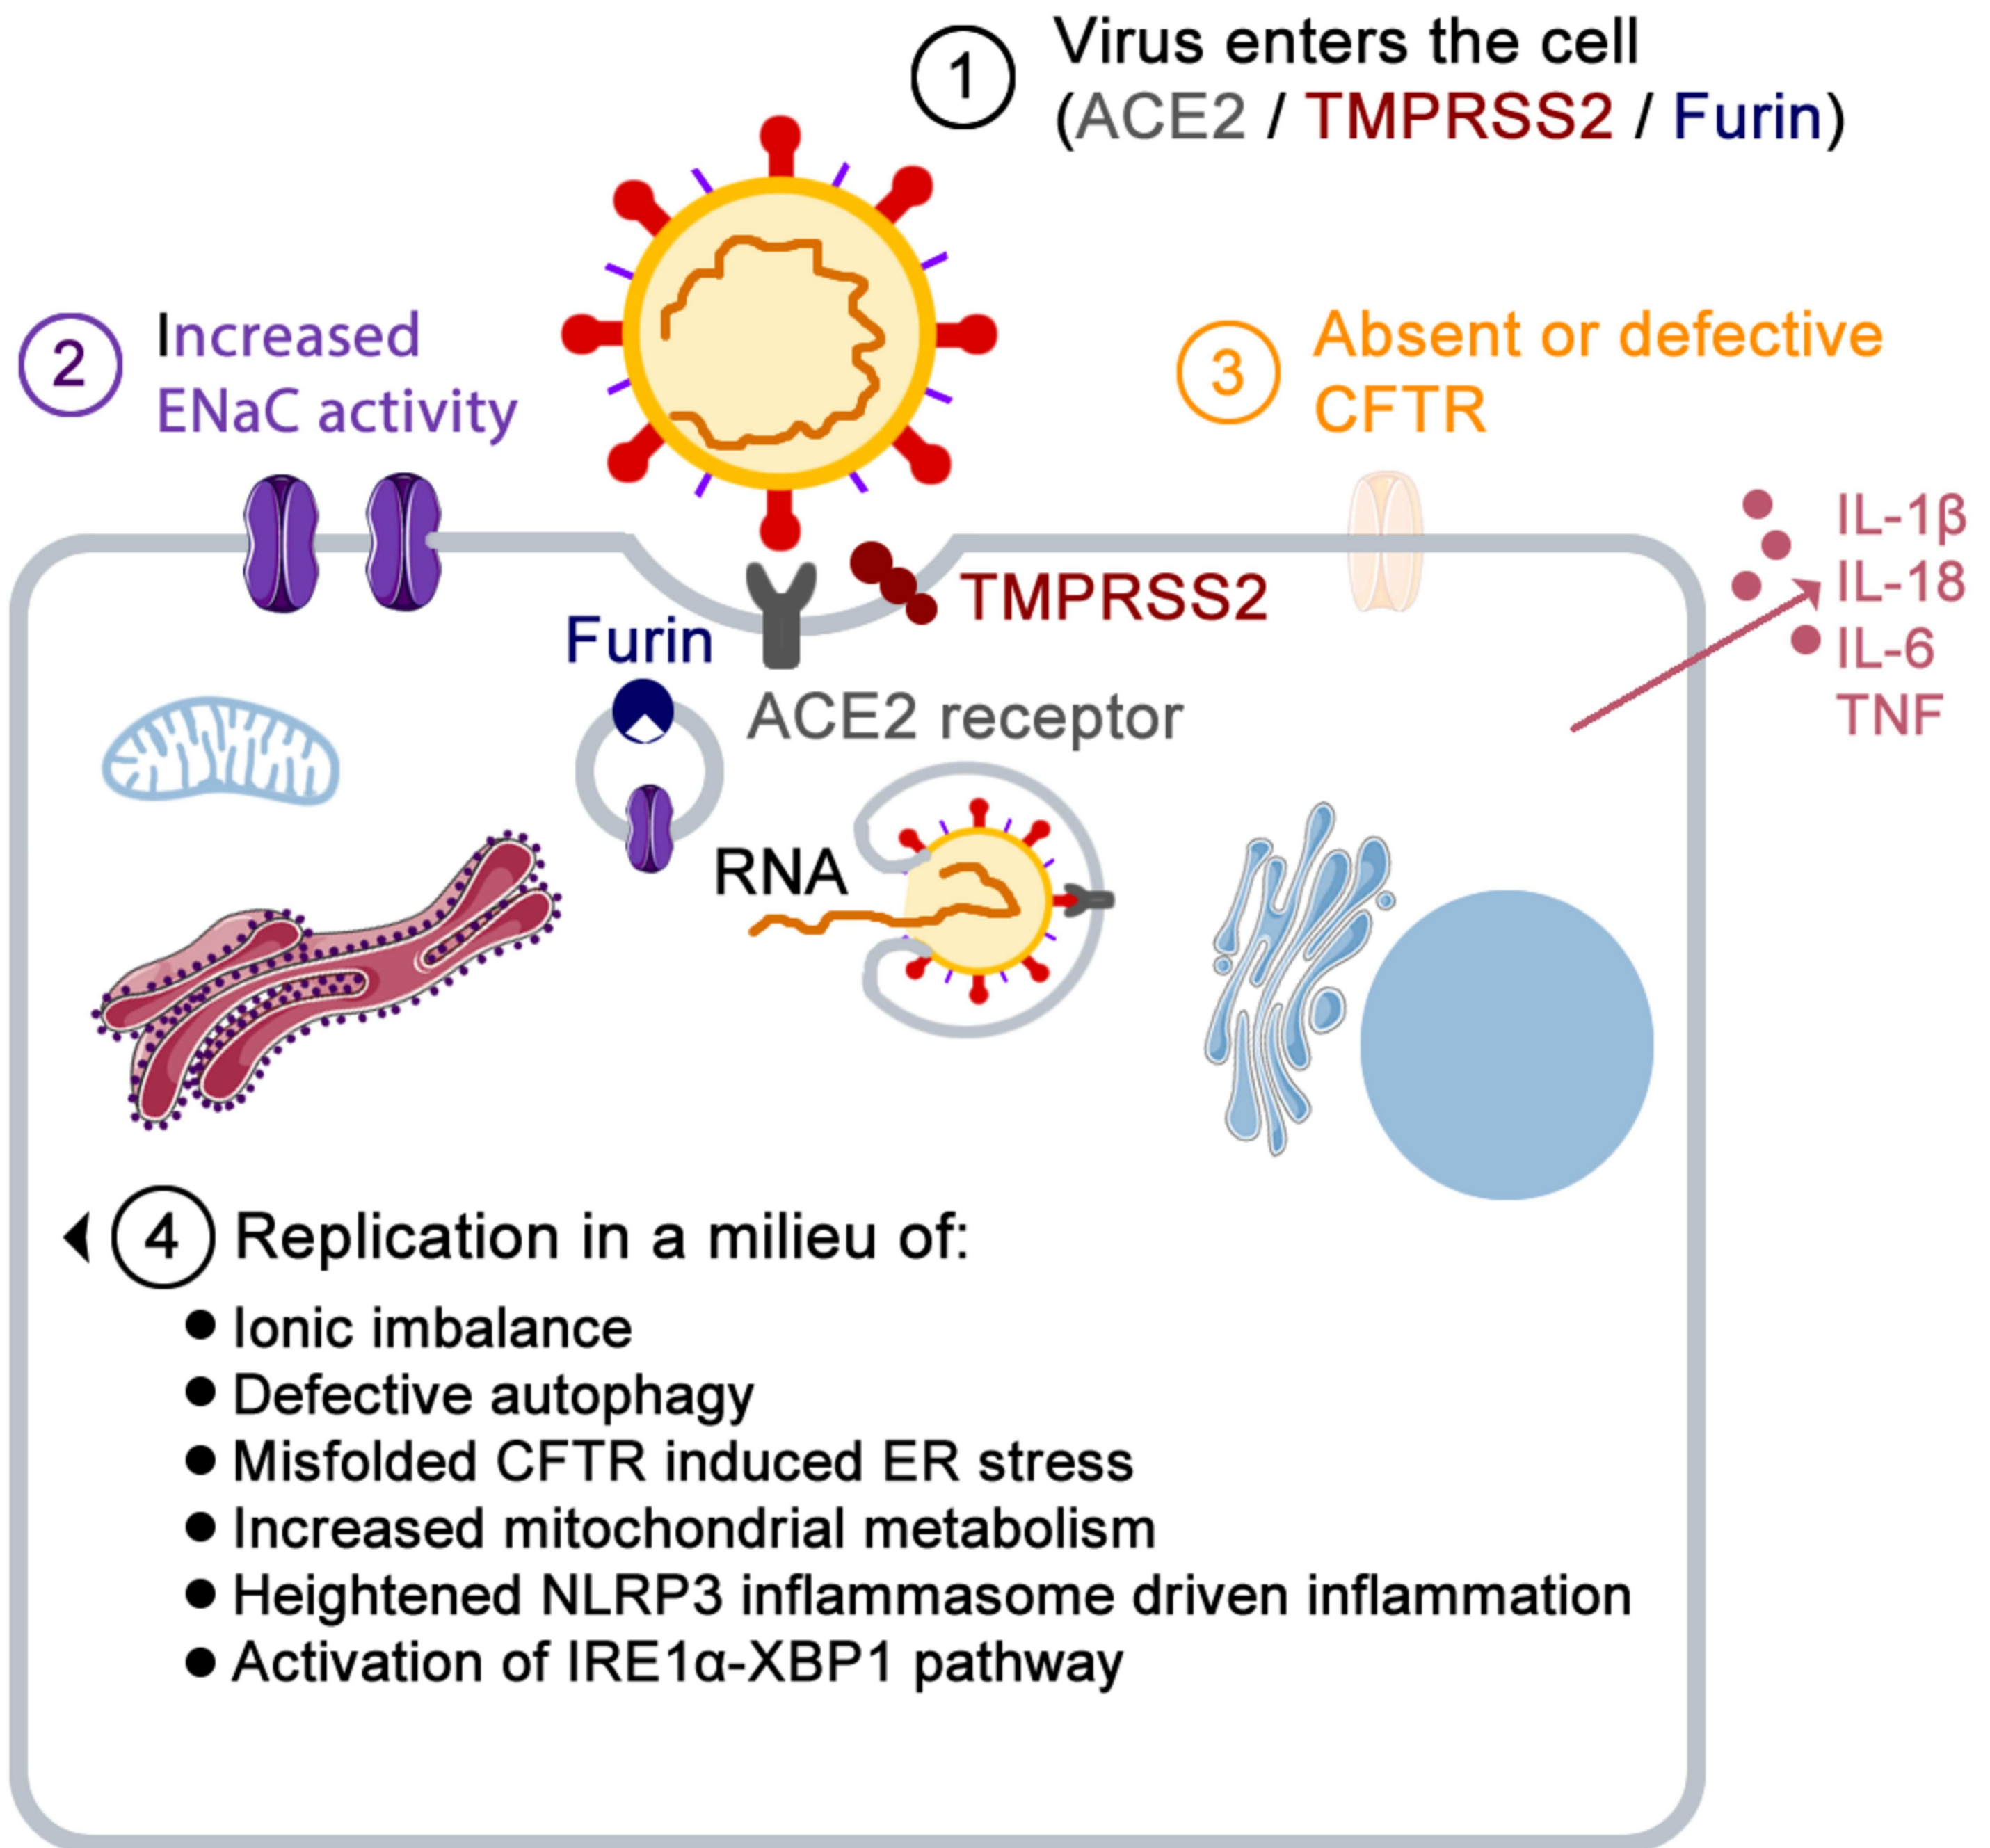 1 Virus enters the cell
(ACE2 / TMPRSS2 / Furin)
2 Increased
ENaC activity
3 Absent or defective
CFTR
IL-1β
IL-18
IL-6
TNF
TMPRSS2
Furin
ACE2 receptor
RNA
4 Replication in a milieu of:
● Ionic imbalance
● Defective autophagy
● Misfolded CFTR induced ER stress
● Increased mitochondrial metabolism
● Heightened NLRP3 inflammasome driven inflammation
● Activation of IRE1α-XBP1 pathway